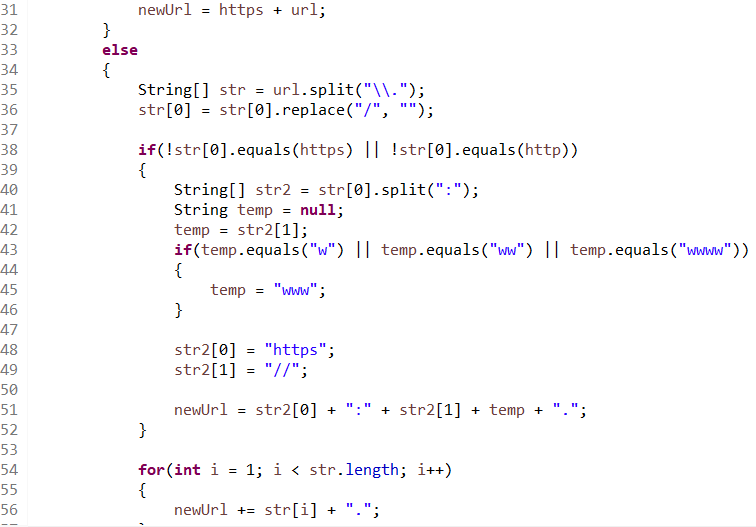 31 newUrl = https + url;
32 }
33 else
34 {
35 String[] str = url.split("\\.");
36 str[0] = str[0].replace("/", "");
37
38 if(!str[0].equals(https) || !str[0].equals(http))
39 {
40 String[] str2 = str[0].split(":");
41 String temp = null;
42 temp = str2[1];
43 if(temp.equals("w") || temp.equals("ww") || temp.equals("wwww"))
44 {
45 temp = "www";
46 }
47
48 str2[0] = "https";
49 str2[1] = "//";
50
51 newUrl = str2[0] + ":" + str2[1] + temp + ".";
52 }
53
54 for(int i = 1; i < str.length; i++)
55 {
56 newUrl += str[i] + ".";